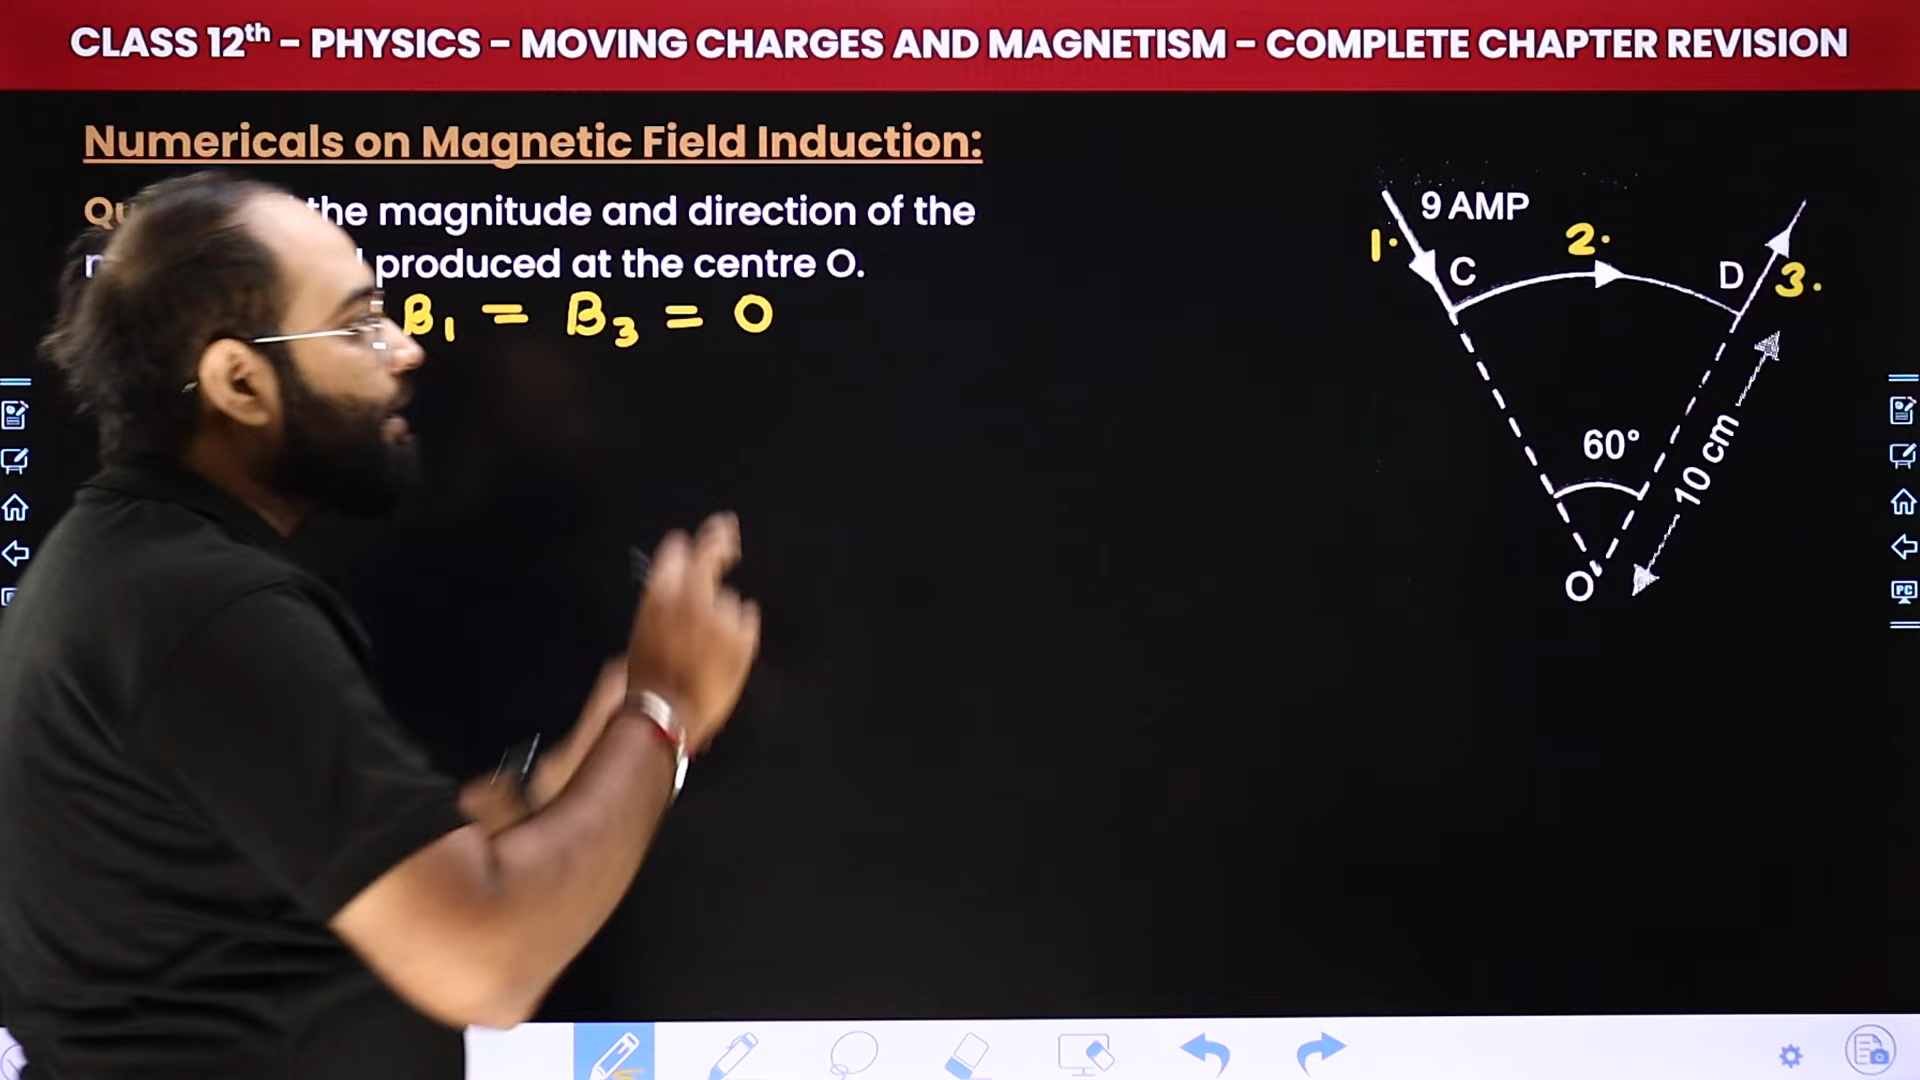 CLASS 12th - PHYSICS - MOVING CHARGES AND MAGNETISM - COMPLETE CHAPTER REVISION
Numericals on Magnetic Field Induction:
the magnitude and direction of the
produced at the centre O.
B1 = B3 = 0
9 AMP
1.
2.
C
D
3.
60°
10 cm
O
PC